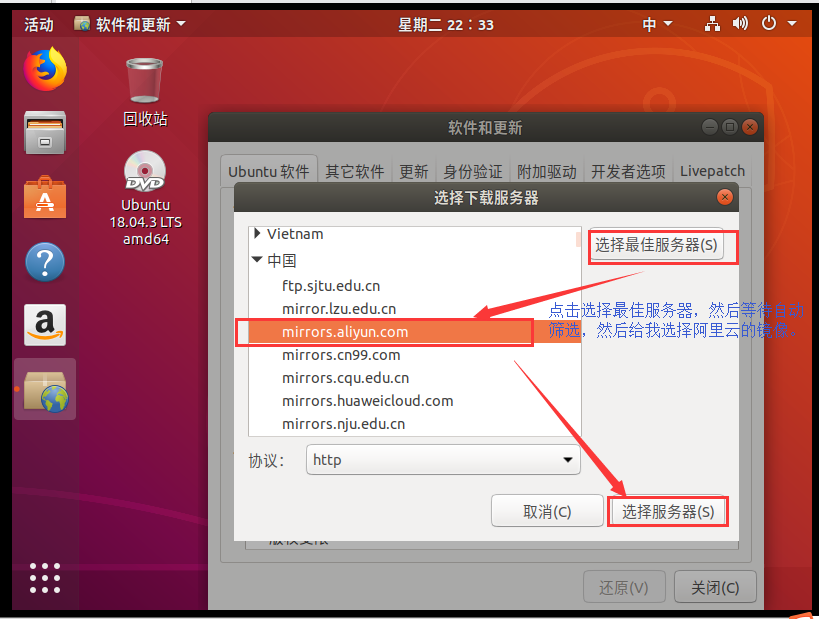 活动 软件和更新 星期二 22：33 中
回收站
Ubuntu
18.04.3 LTS
amd64
软件和更新
Ubuntu 软件 其它软件 更新 身份验证 附加驱动 开发者选项 Livepatch
选择下载服务器
Vietnam
选择最佳服务器(S)
中国
ftp.sjtu.edu.cn
mirror.lzu.edu.cn
点击选择最佳服务器，然后等待自动
mirrors.aliyun.com
筛选，然后给我选择阿里云的镜像、
mirrors.cn99.com
mirrors.cqu.edu.cn
mirrors.huaweicloud.com
mirrors.nju.edu.cn
协议： http
取消(C) 选择服务器(S)
还原(V) 关闭(C)